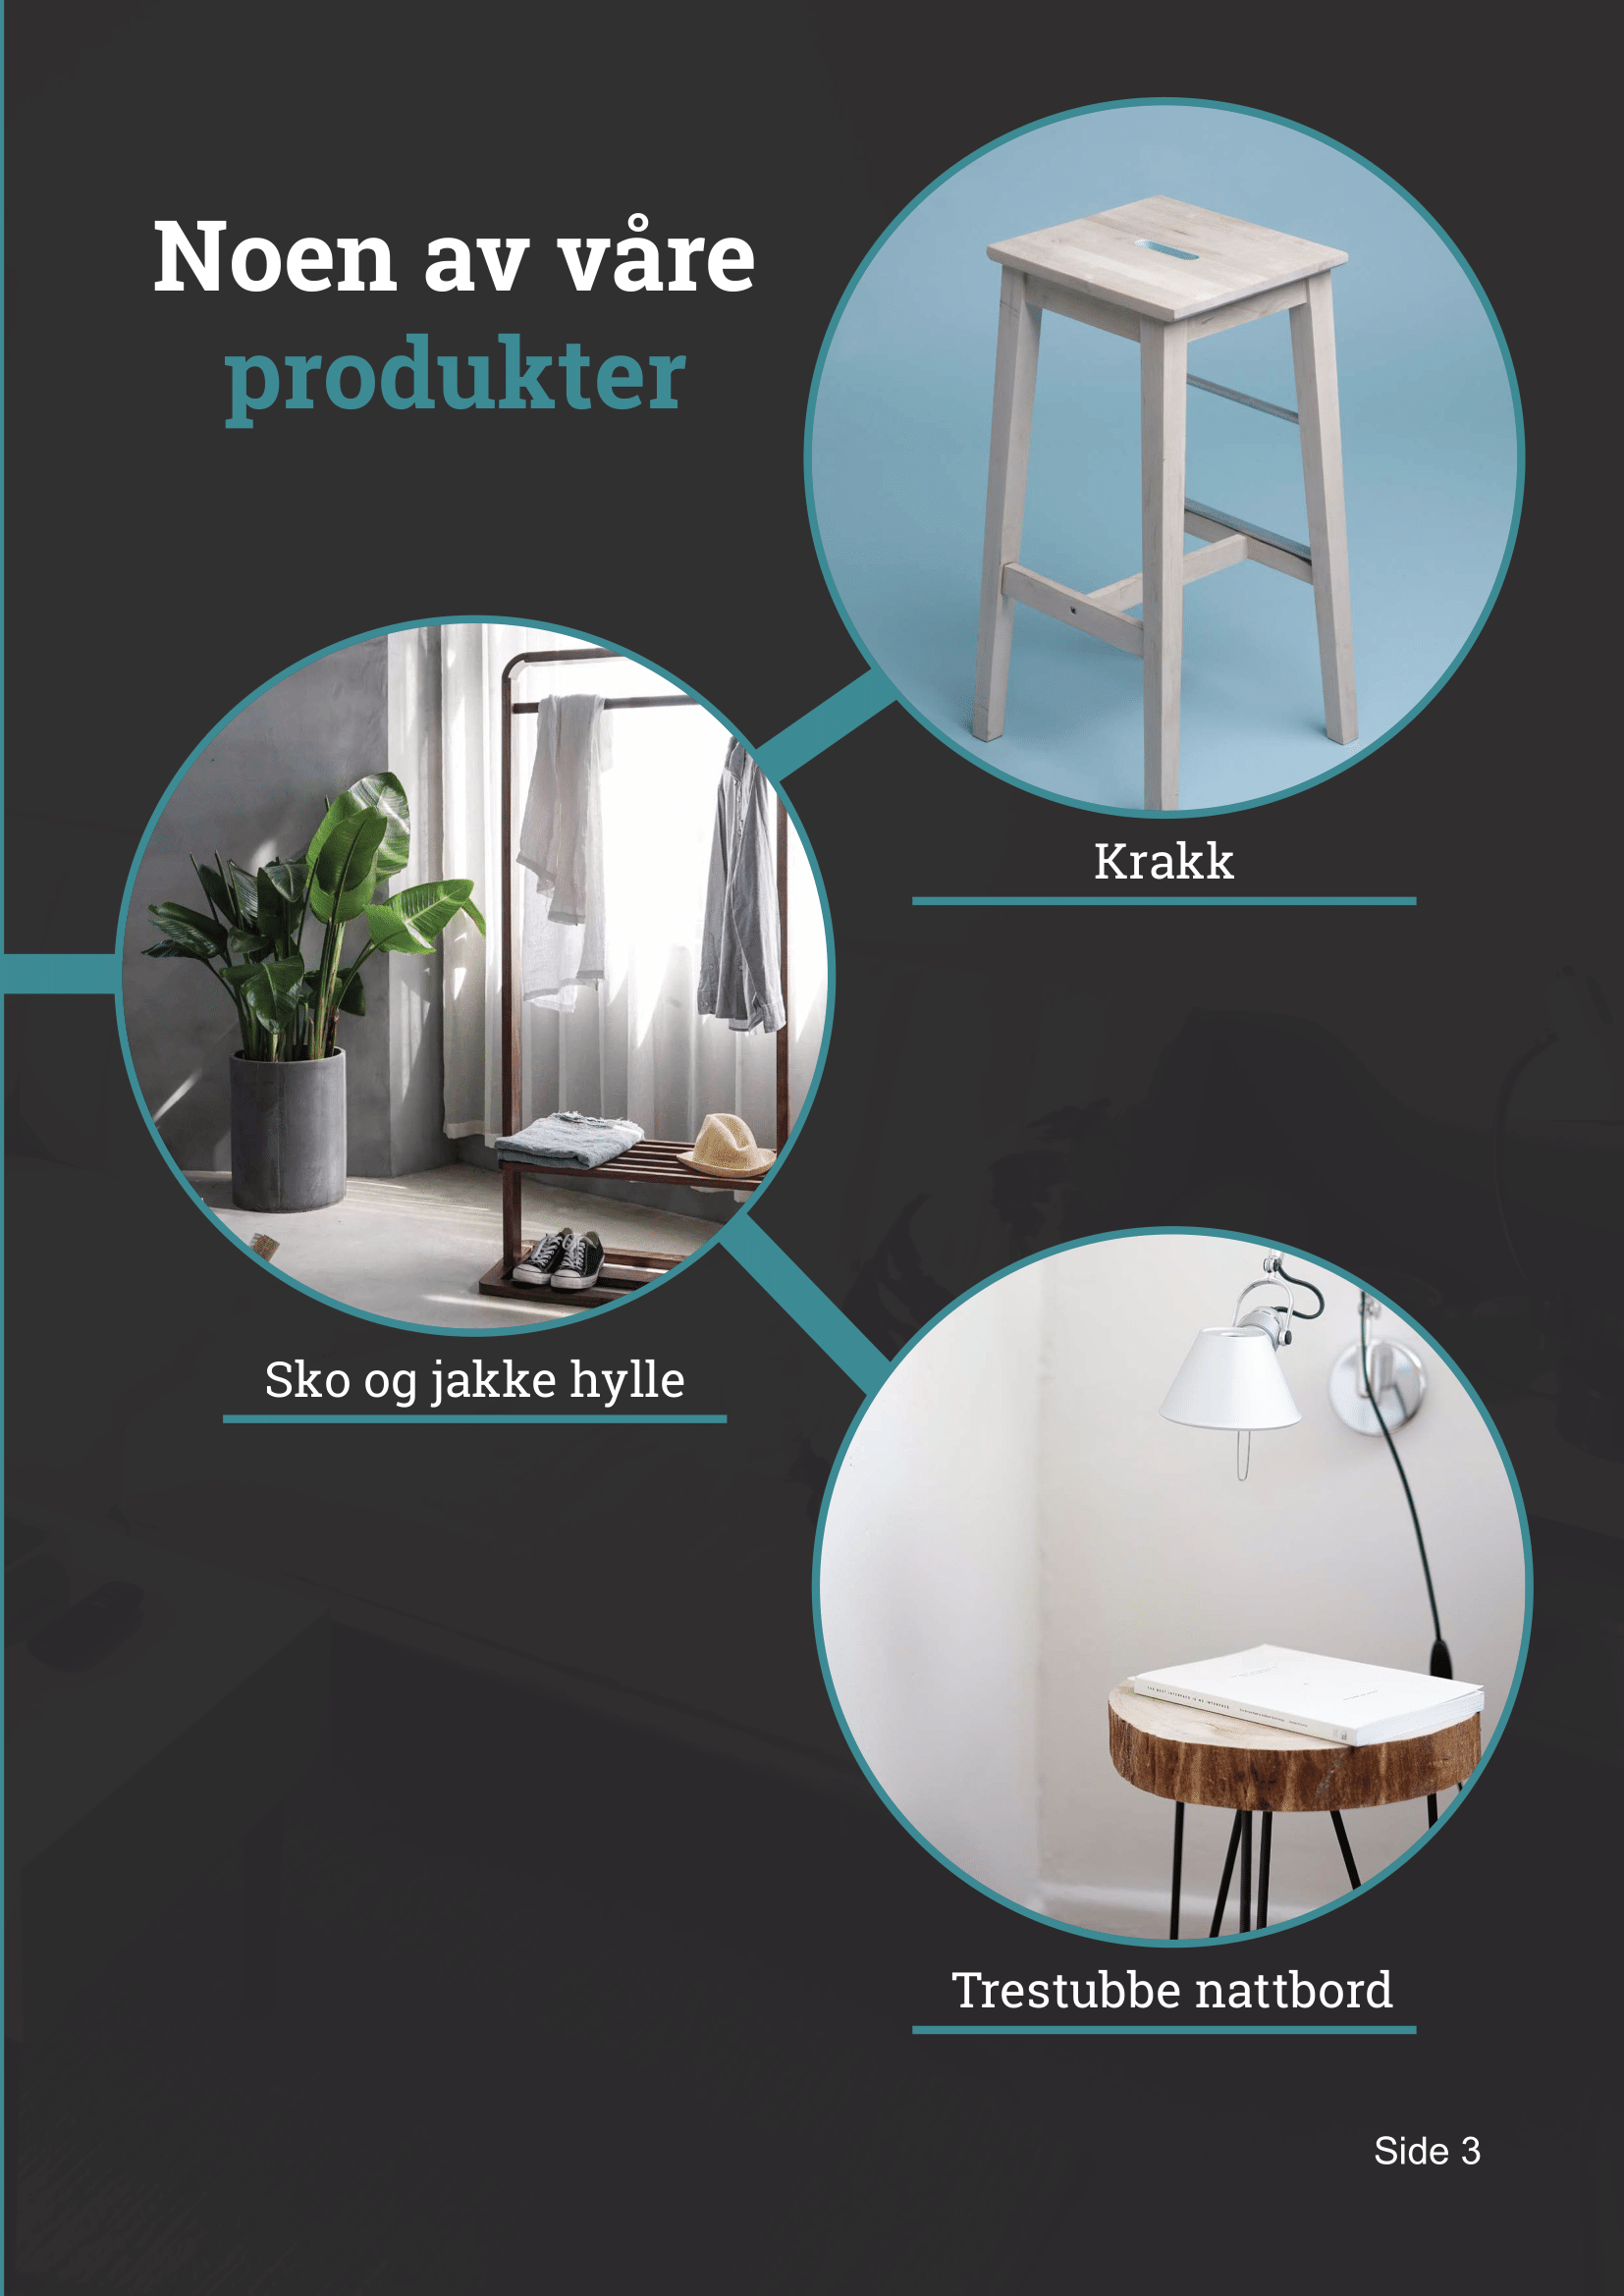 Noen av våre
produkter
Krakk
Sko og jakke hylle
Trestubbe nattbord
Side 3